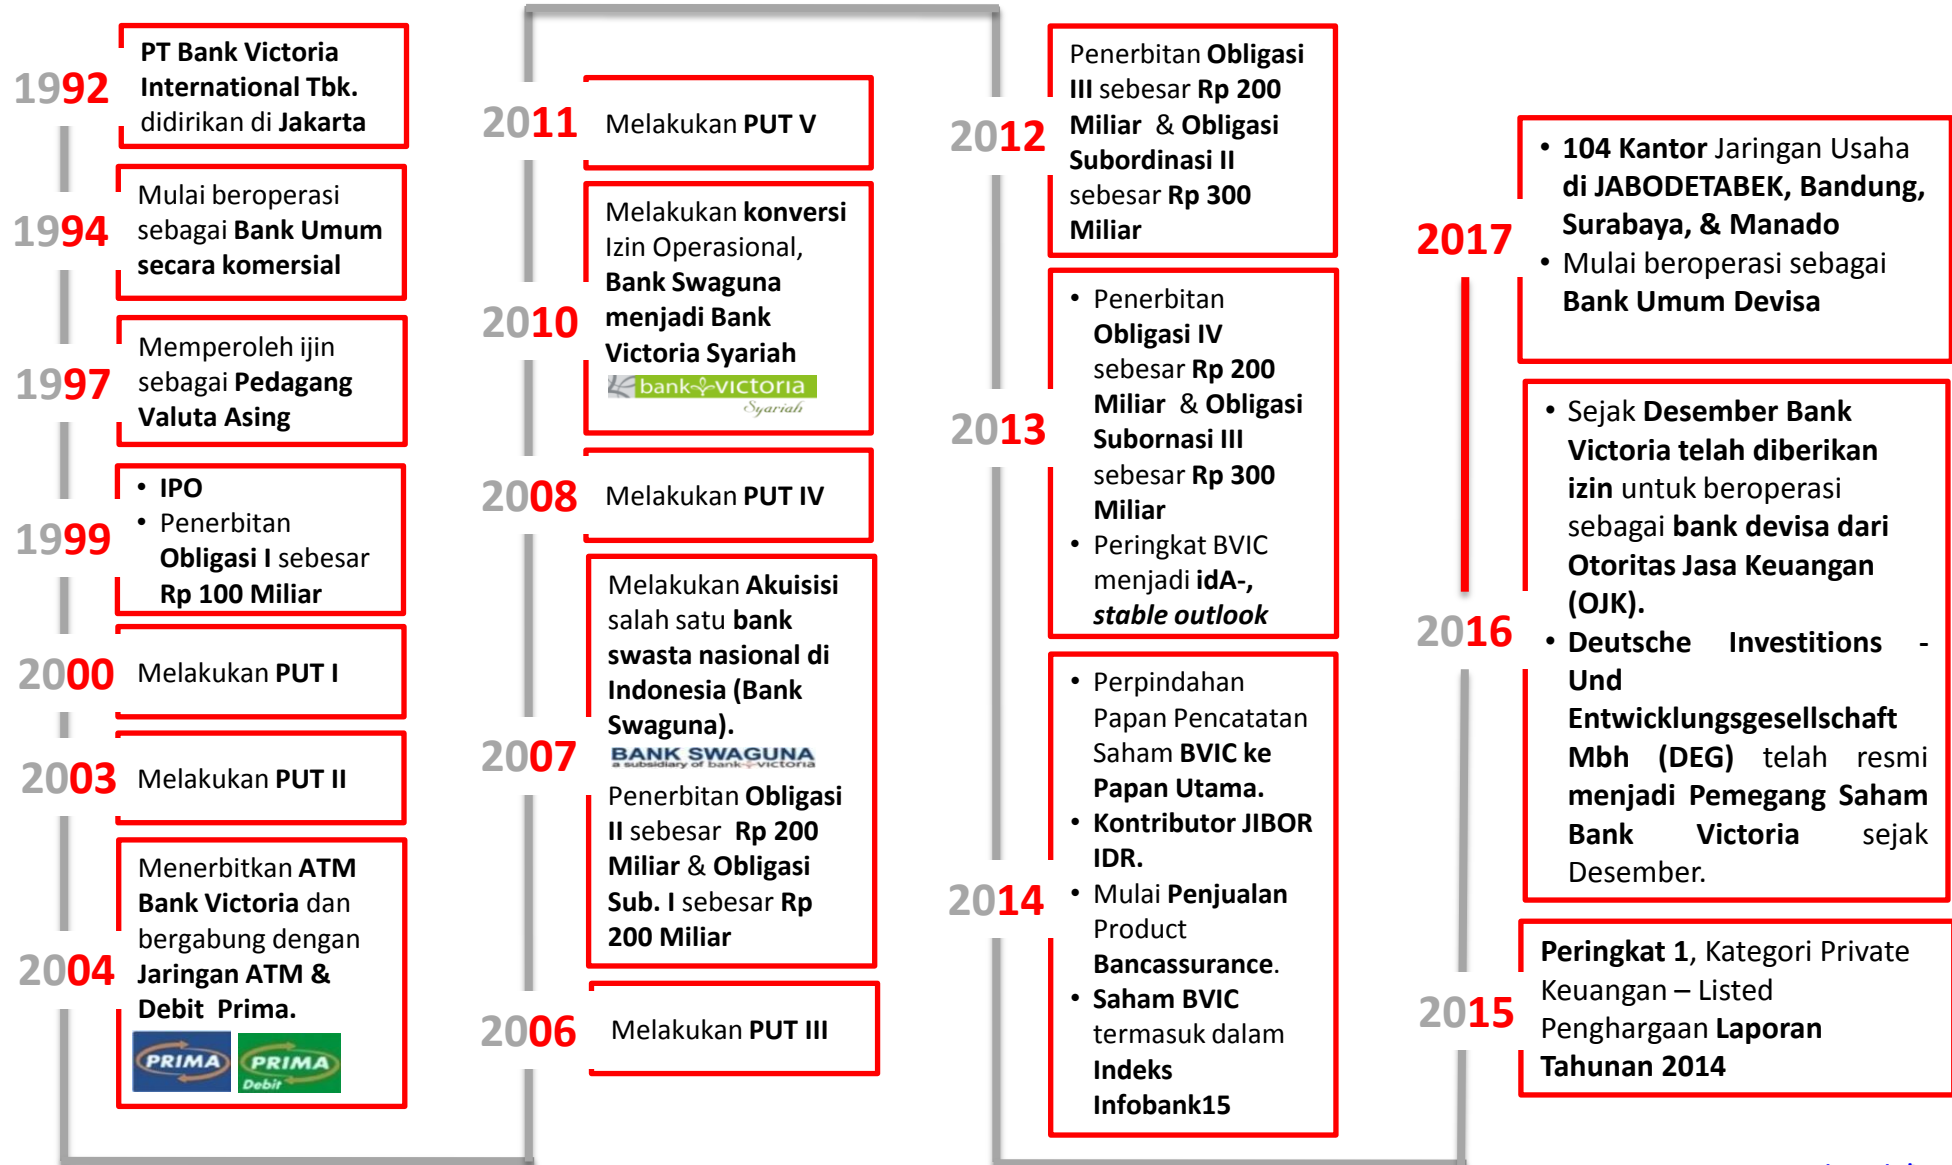 1992
PT Bank Victoria
International Tbk.
didirikan di Jakarta
1994
Mulai beroperasi
sebagai Bank Umum
secara komersial
1997
Memperoleh ijin
sebagai Pedagang
Valuta Asing
1999
• IPO
• Penerbitan
Obligasi I sebesar
Rp 100 Miliar
2000
Melakukan PUT I
2003
Melakukan PUT II
2004
Menerbitkan ATM
Bank Victoria dan
bergabung dengan
Jaringan ATM &
Debit Prima.
PRIMA
PRIMA
Debit
2011
Melakukan PUT V
2010
Melakukan konversi
Izin Operasional,
Bank Swaguna
menjadi Bank
Victoria Syariah
bank victoria
Syariah
2008
Melakukan PUT IV
2007
Melakukan Akuisisi
salah satu bank
swasta nasional di
Indonesia (Bank
Swaguna).
BANK SWAGUNA
a subsidiary of bank victoria
Penerbitan Obligasi
II sebesar Rp 200
Miliar & Obligasi
Sub. I sebesar Rp
200 Miliar
2006
Melakukan PUT III
2012
Penerbitan Obligasi
III sebesar Rp 200
Miliar & Obligasi
Subordinasi II
sebesar Rp 300
Miliar
2013
• Penerbitan
Obligasi IV
sebesar Rp 200
Miliar & Obligasi
Subornasi III
sebesar Rp 300
Miliar
• Peringkat BVIC
menjadi idA-,
stable outlook
2014
• Perpindahan
Papan Pencatatan
Saham BVIC ke
Papan Utama.
• Kontributor JIBOR
IDR.
• Mulai Penjualan
Product
Bancassurance.
• Saham BVIC
termasuk dalam
Indeks
Infobank15
2017
• 104 Kantor Jaringan Usaha
di JABODETABEK, Bandung,
Surabaya, & Manado
• Mulai beroperasi sebagai
Bank Umum Devisa
2016
• Sejak Desember Bank
Victoria telah diberikan
izin untuk beroperasi
sebagai bank devisa dari
Otoritas Jasa Keuangan
(OJK).
• Deutsche Investitions -
Und
Entwicklungsgesellschaft
Mbh (DEG) telah resmi
menjadi Pemegang Saham
Bank Victoria sejak
Desember.
2015
Peringkat 1, Kategori Private
Keuangan – Listed
Penghargaan Laporan
Tahunan 2014